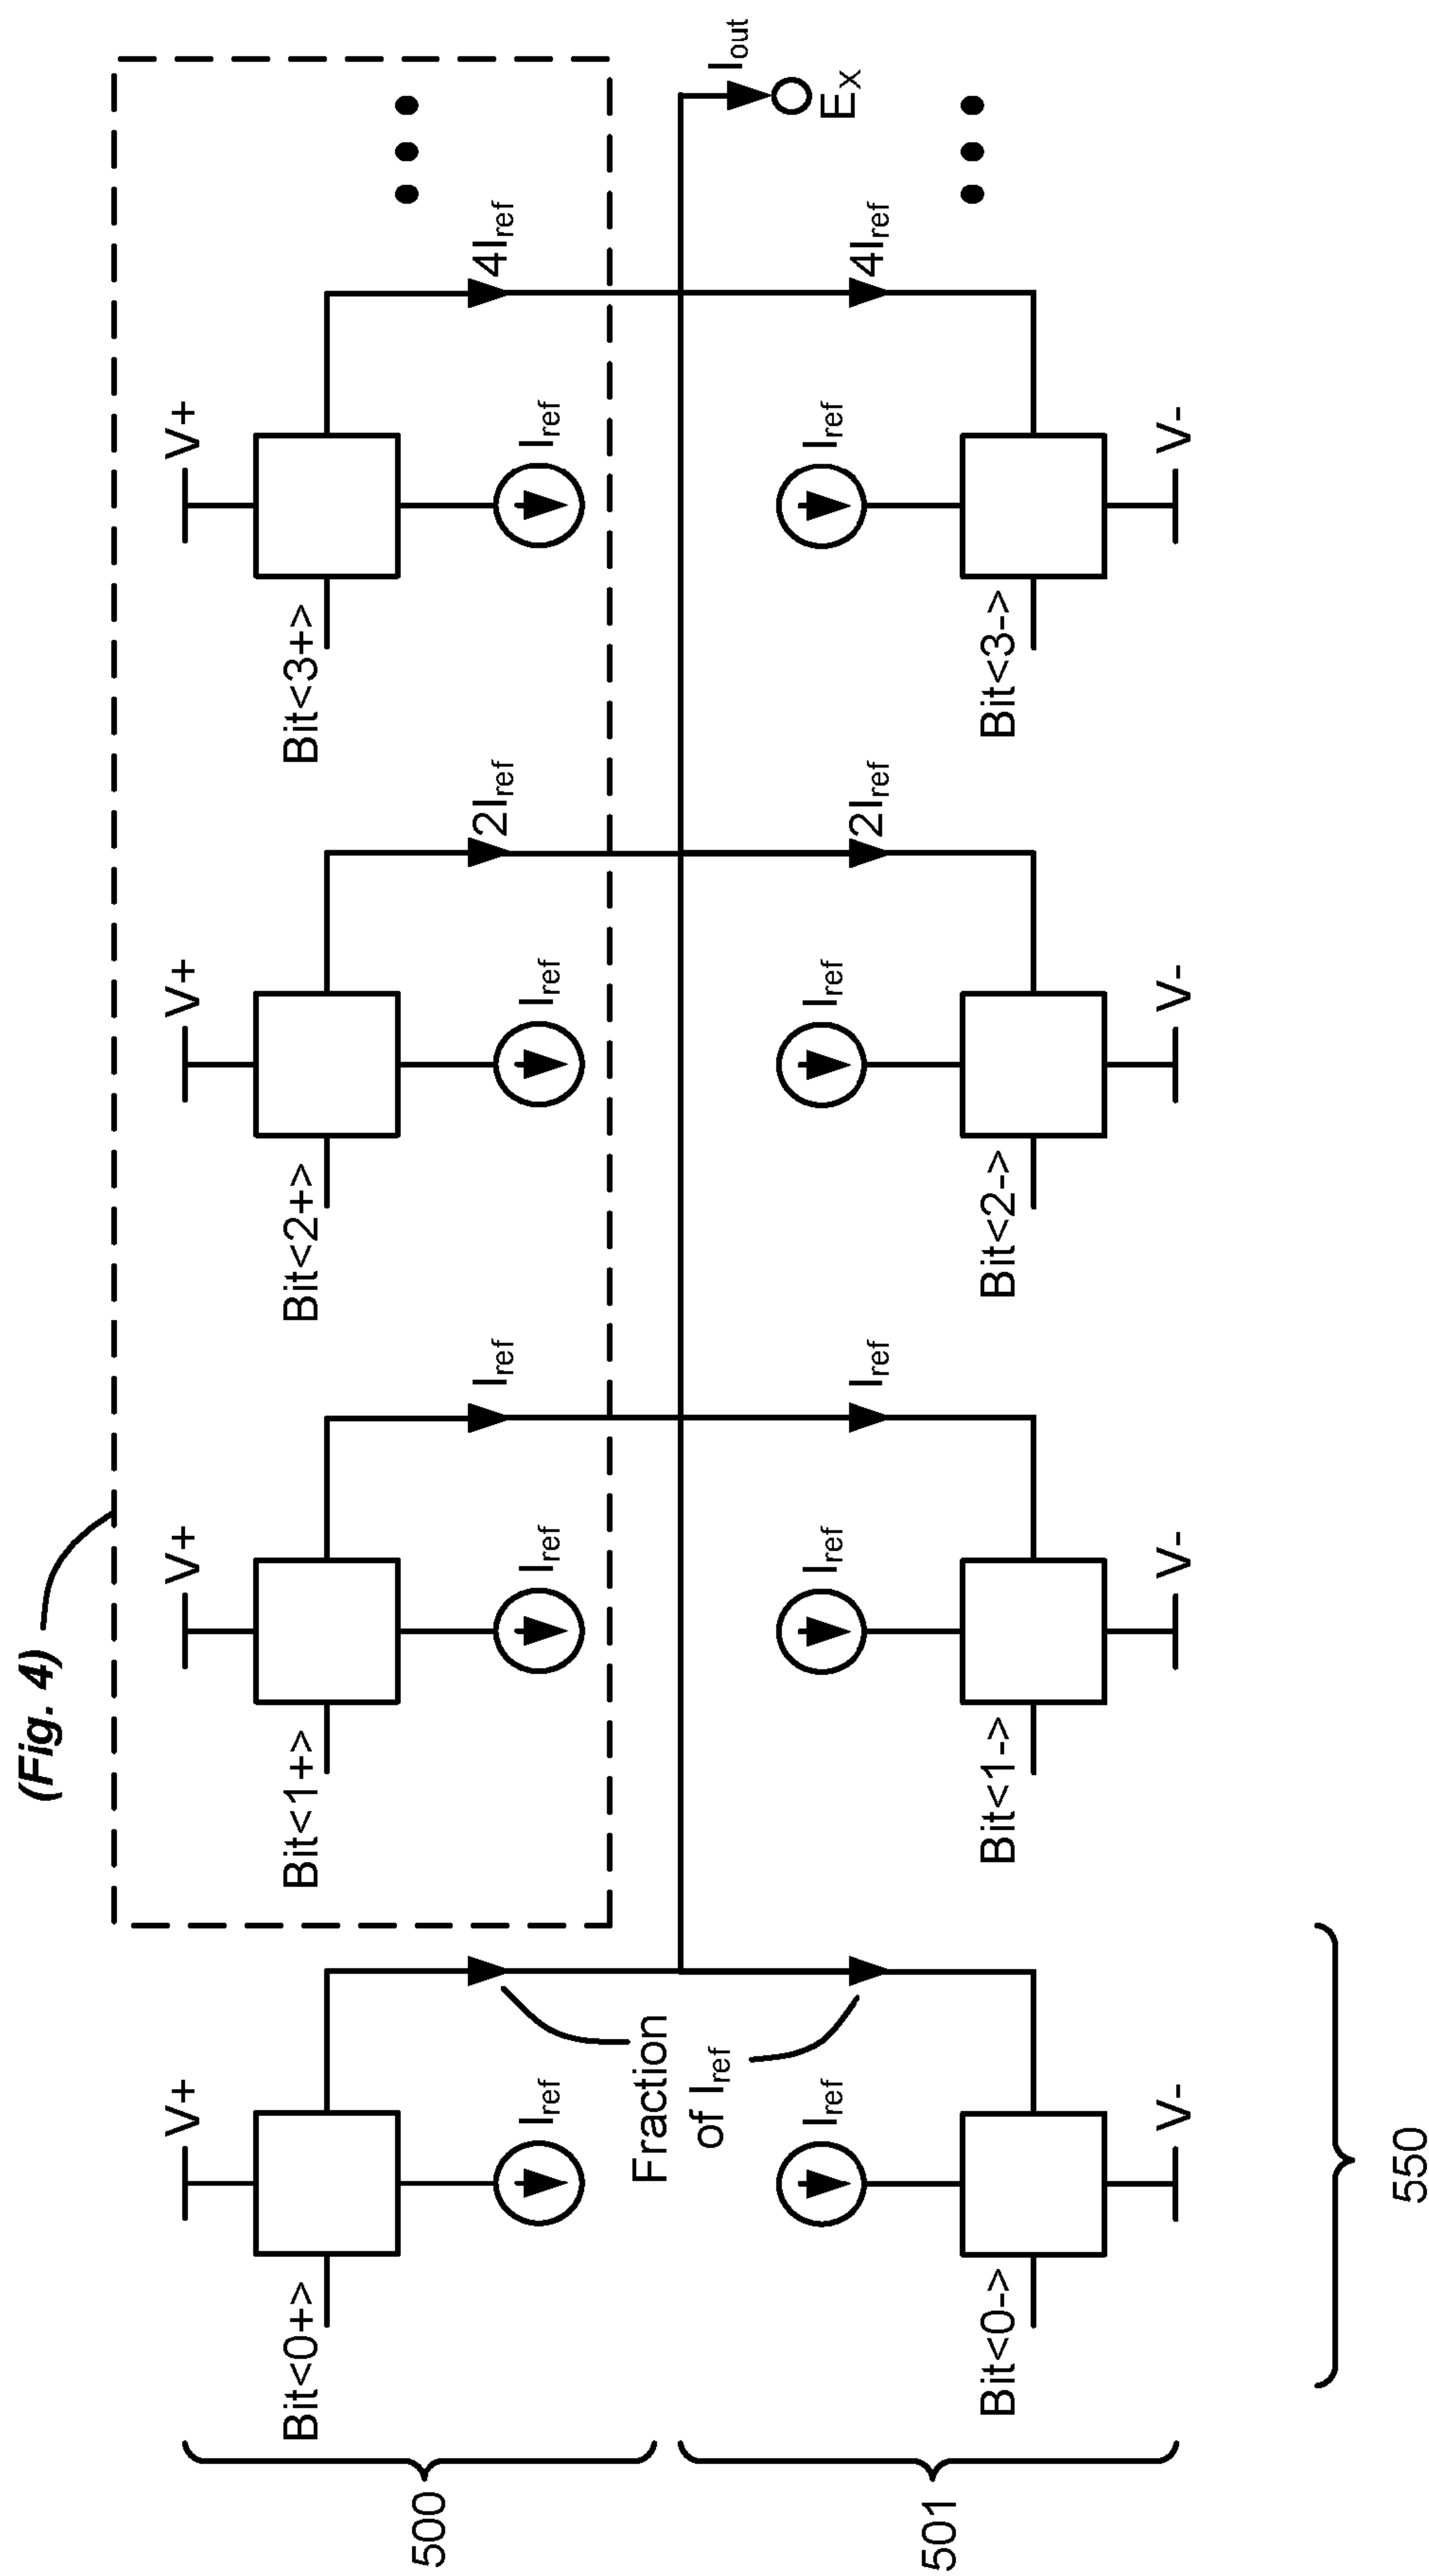 (Fig. 4)
V+
V+
V+
V+
Bit<0+>
Bit<1+>
Bit<2+>
Bit<3+>
Iref
Iref
Iref
2Iref
Iref
4Iref
Iref
500
Fraction
of Iref
Iout
Ex
Iref
Iref
Iref
2Iref
Iref
4Iref
Iref
Bit<0->
Bit<1->
Bit<2->
Bit<3->
V-
V-
V-
V-
501
550